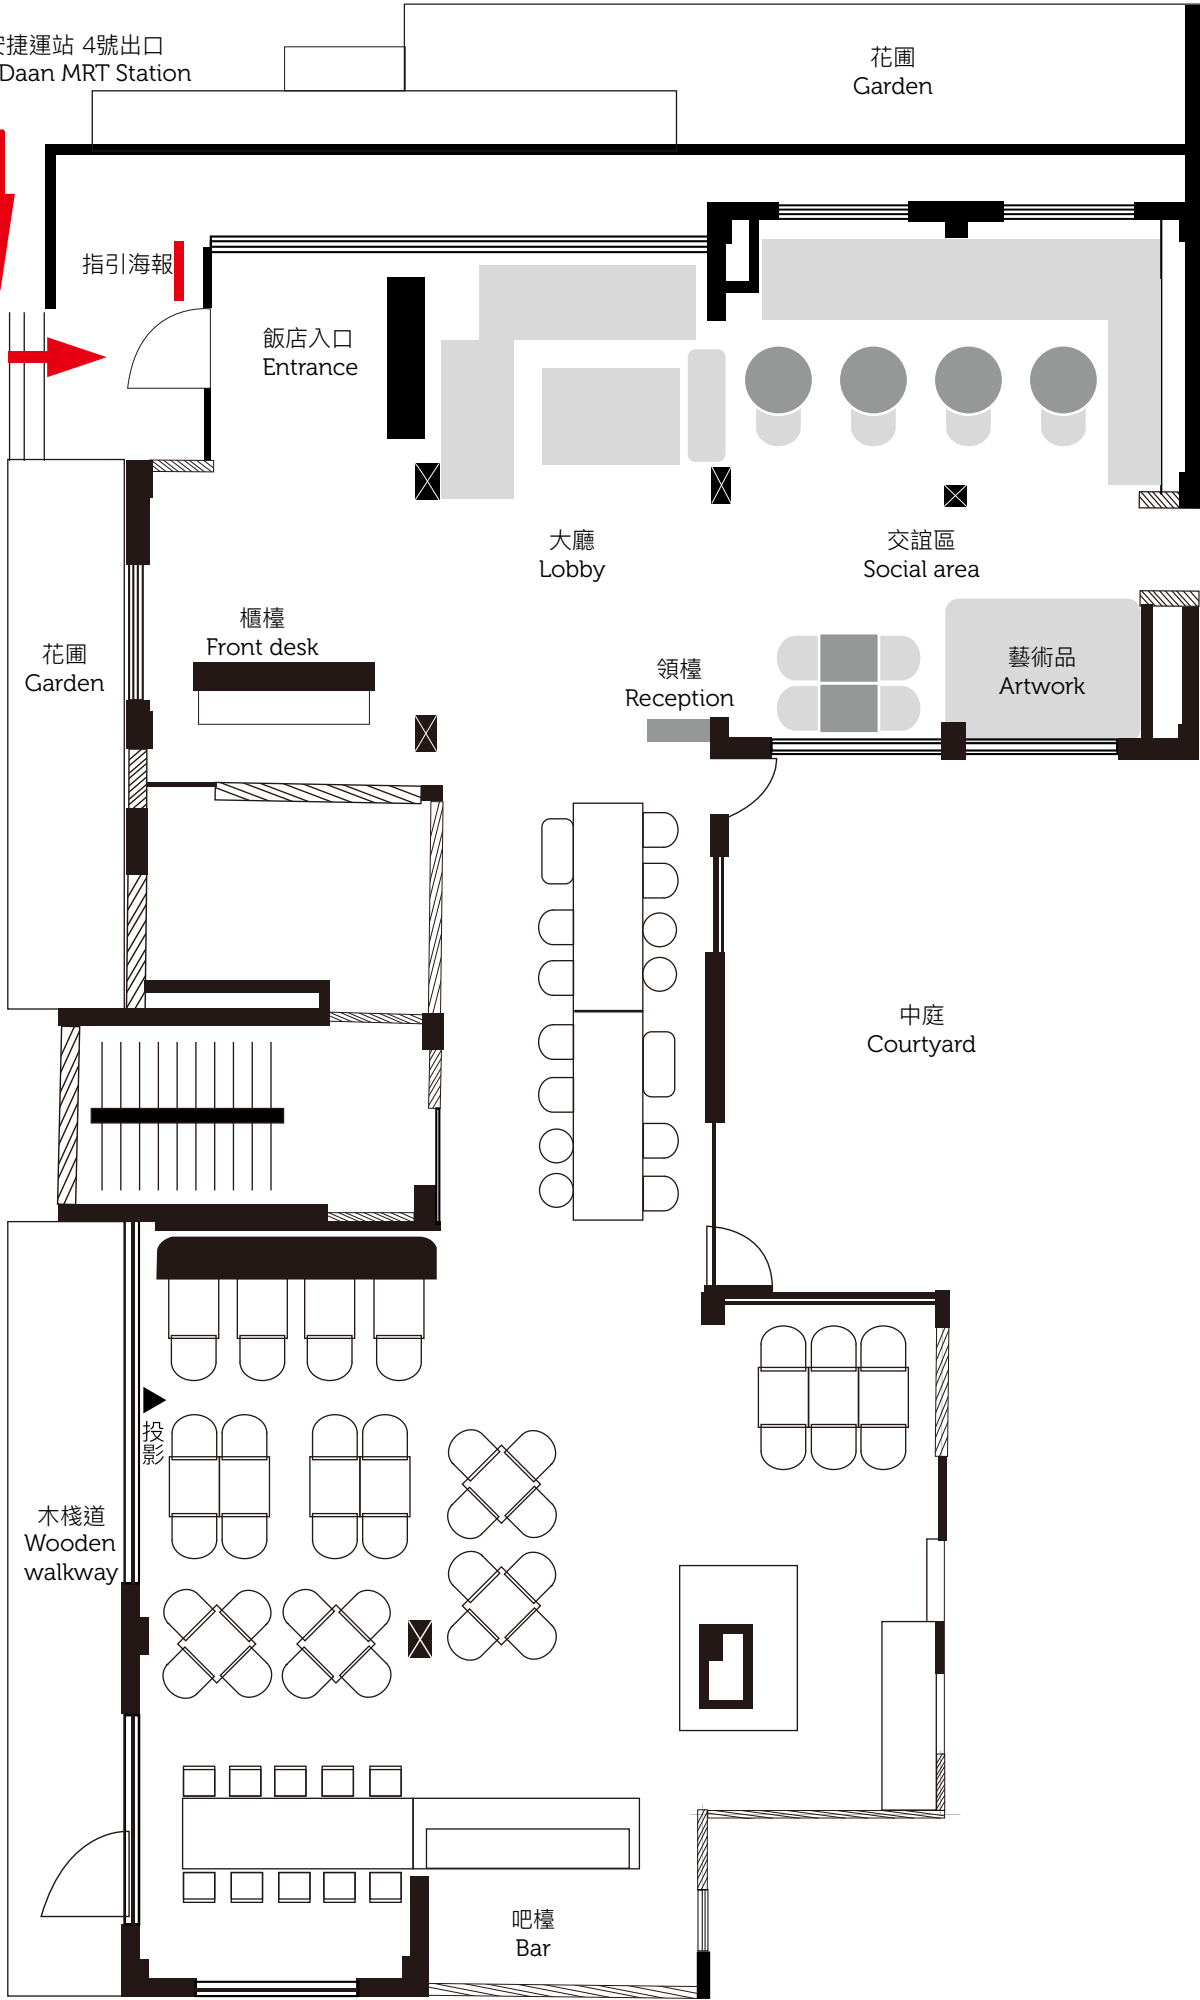 捷運站 4號出口
Daan MRT Station
花圃
Garden
指引海報
飯店入口
Entrance
大廳
Lobby
交誼區
Social area
櫃檯
Front desk
花圃
Garden
領檯
Reception
藝術品
Artwork
中庭
Courtyard
投
影
木棧道
Wooden
walkway
吧檯
Bar